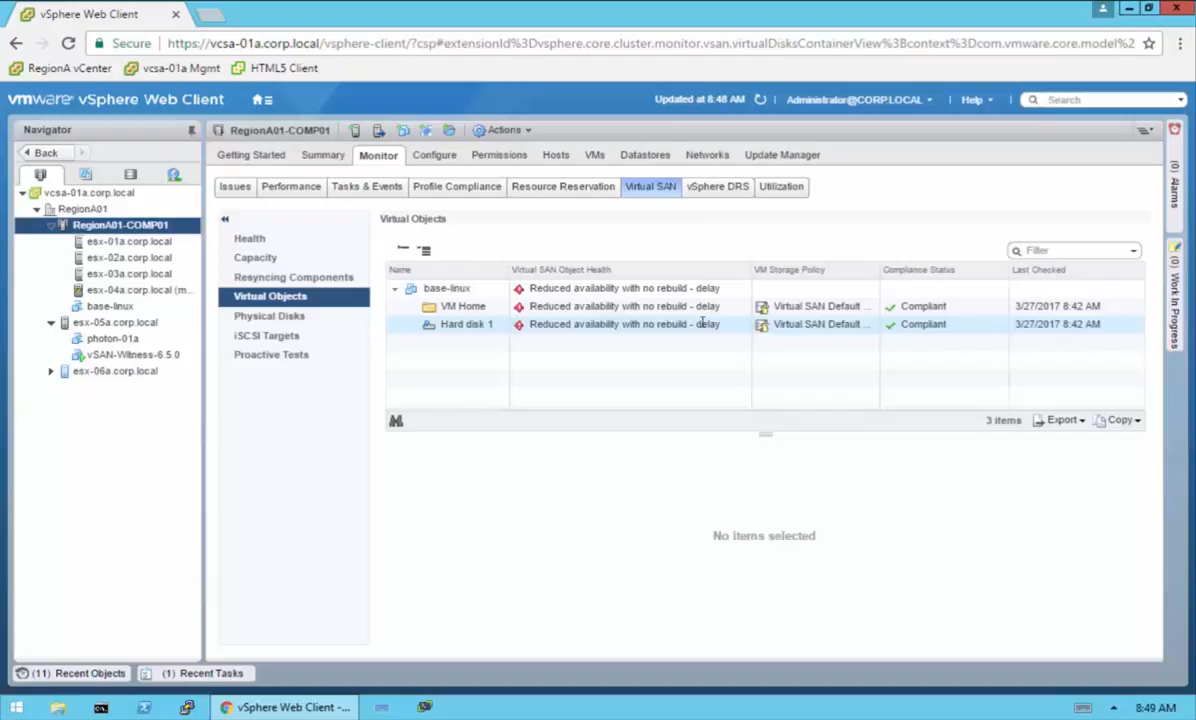 vSphere Web Client
Secure https://vcsa-01a.corp.local/vsphere-client/?csp#extensionId%3Dvsphere.core.cluster.monitor.vsan.virtualDisksContainerView%3Bcontext%3Dcom.vmware.core.model%2
RegionA vCenter vcsa-01a Mgmt HTML5 Client
vmware® vSphere Web Client Updated at 8:48 AM Administrator@CORP.LOCAL Help Search
Navigator
RegionA01-COMP01 Actions
Back
Getting Started Summary Monitor Configure Permissions Hosts VMs Datastores Networks Update Manager
Issues Performance Tasks & Events Profile Compliance Resource Reservation Virtual SAN vSphere DRS Utilization
vcsa-01a.corp.local
RegionA01
RegionA01-COMP01
esx-01a.corp.local
esx-02a.corp.local
esx-03a.corp.local
esx-04a.corp.local (m...
base-linux
esx-05a.corp.local
photon-01a
vSAN-Witness-6.5.0
esx-06a.corp.local
Health
Capacity
Resyncing Components
Virtual Objects
Physical Disks
iSCSI Targets
Proactive Tests
Virtual Objects
Filter
Name Virtual SAN Object Health VM Storage Policy Compliance Status Last Checked
base-linux Reduced availability with no rebuild - delay
VM Home Reduced availability with no rebuild - delay Virtual SAN Default ... Compliant 3/27/2017 8:42 AM
Hard disk 1 Reduced availability with no rebuild - delay Virtual SAN Default ... Compliant 3/27/2017 8:42 AM
3 items Export Copy
No items selected
(0) Alarms
(0) Work In Progress
(11) Recent Objects (1) Recent Tasks
vSphere Web Client -...
8:49 AM